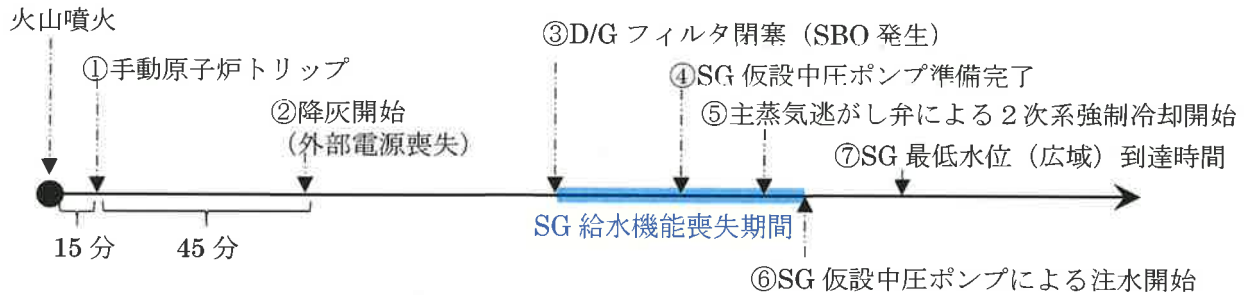 火山噴火
①手動原子炉トリップ
②降灰開始
（外部電源喪失）
③D/G フィルタ閉塞（SBO 発生）
④SG 仮設中圧ポンプ準備完了
⑤主蒸気逃がし弁による２次系強制冷却開始
⑦SG 最低水位（広域）到達時間
15 分
45 分
SG 給水機能喪失期間
⑥SG 仮設中圧ポンプによる注水開始